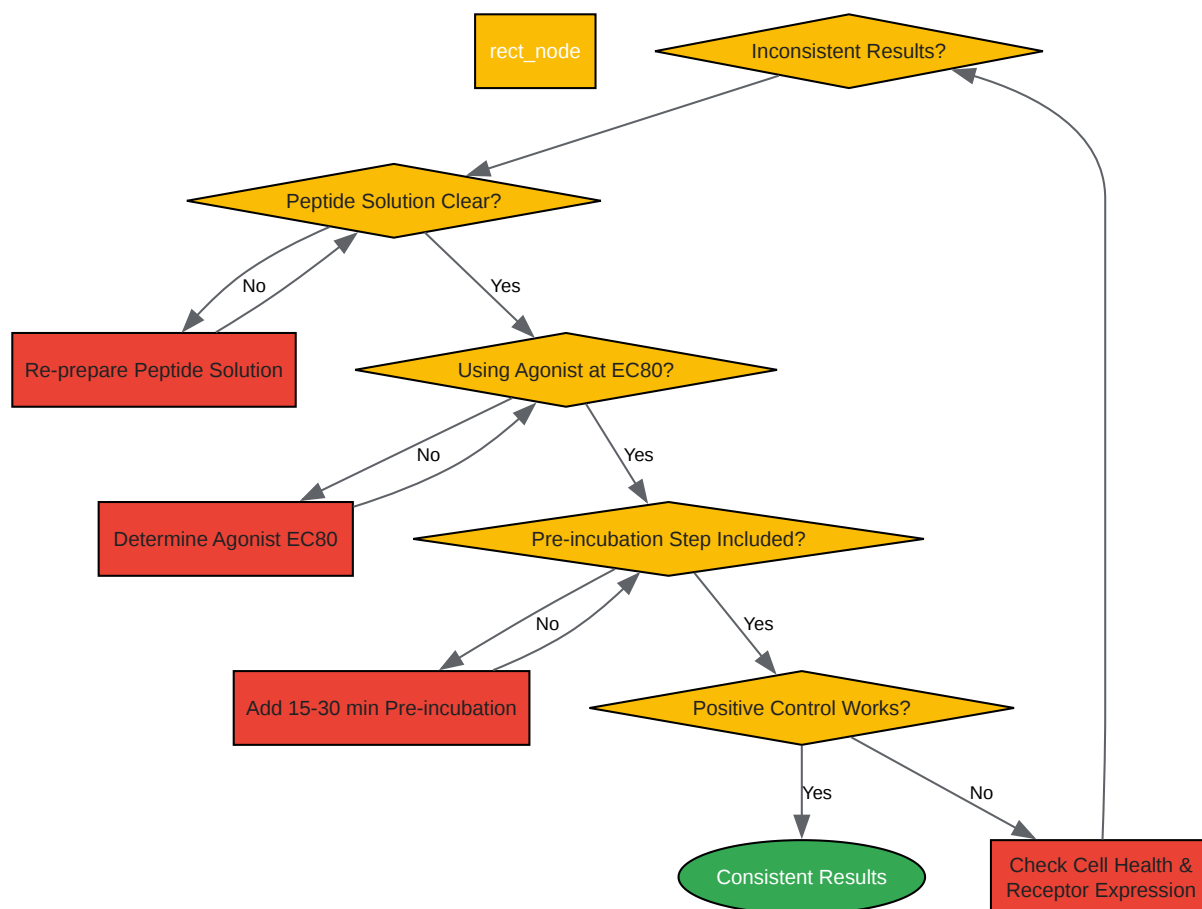 rect_node
Inconsistent Results?
Peptide Solution Clear?
No
Yes
Re-prepare Peptide Solution
Using Agonist at EC80?
No
Yes
Determine Agonist EC80
Pre-incubation Step Included?
No
Yes
Add 15-30 min Pre-incubation
Positive Control Works?
Yes
No
Consistent Results
Check Cell Health &
Receptor Expression